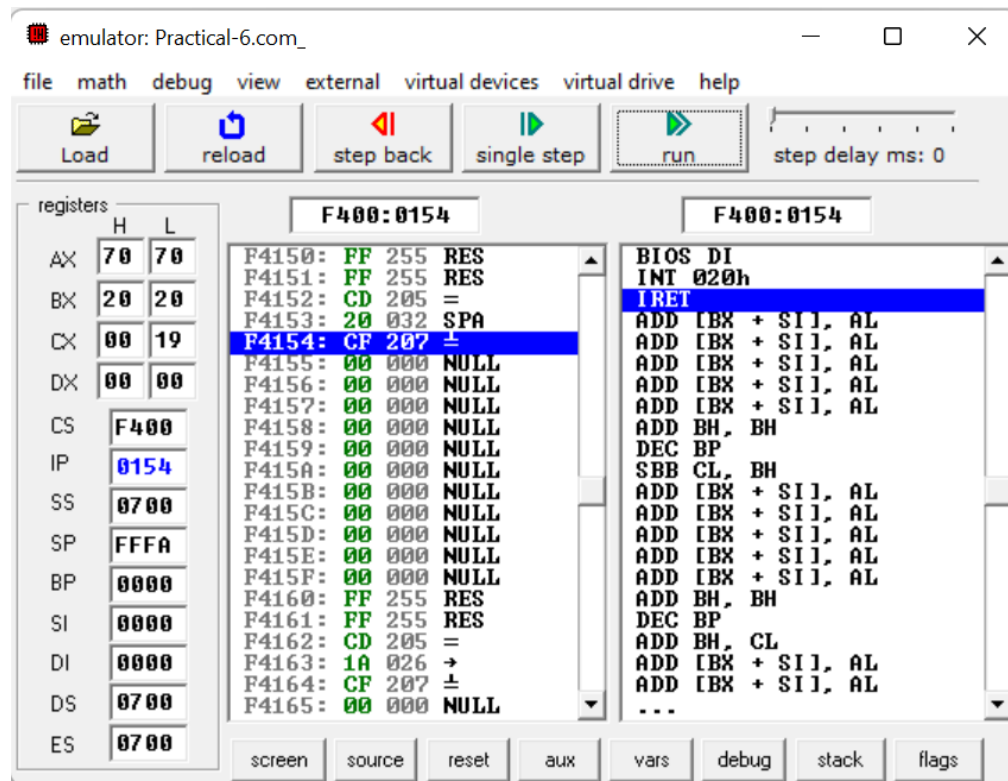 emulator: Practical-6.com_
file math debug view external virtual devices virtual drive help
Load reload step back single step run step delay ms: 0
registers
H L
F400:0154 F400:0154
AX 70 70
BX 20 20
CX 00 19
DX 00 00
CS F400
IP 0154
SS 0700
SP FFFA
BP 0000
SI 0000
DI 0000
DS 0700
ES 0700
F4150: FF 255 RES
F4151: FF 255 RES
F4152: CD 205 =
F4153: 20 032 SPA
F4154: CF 207 ╧
F4155: 00 000 NULL
F4156: 00 000 NULL
F4157: 00 000 NULL
F4158: 00 000 NULL
F4159: 00 000 NULL
F415A: 00 000 NULL
F415B: 00 000 NULL
F415C: 00 000 NULL
F415D: 00 000 NULL
F415E: 00 000 NULL
F415F: 00 000 NULL
F4160: FF 255 RES
F4161: FF 255 RES
F4162: CD 205 =
F4163: 1A 026 →
F4164: CF 207 ╧
F4165: 00 000 NULL
BIOS DI
INT 020h
IRET
ADD [BX + SI], AL
ADD [BX + SI], AL
ADD [BX + SI], AL
ADD [BX + SI], AL
ADD [BX + SI], AL
ADD BH, BH
DEC BP
SBB CL, BH
ADD [BX + SI], AL
ADD [BX + SI], AL
ADD [BX + SI], AL
ADD [BX + SI], AL
ADD [BX + SI], AL
ADD BH, BH
DEC BP
ADD BH, CL
ADD [BX + SI], AL
ADD [BX + SI], AL
...
screen source reset aux vars debug stack flags